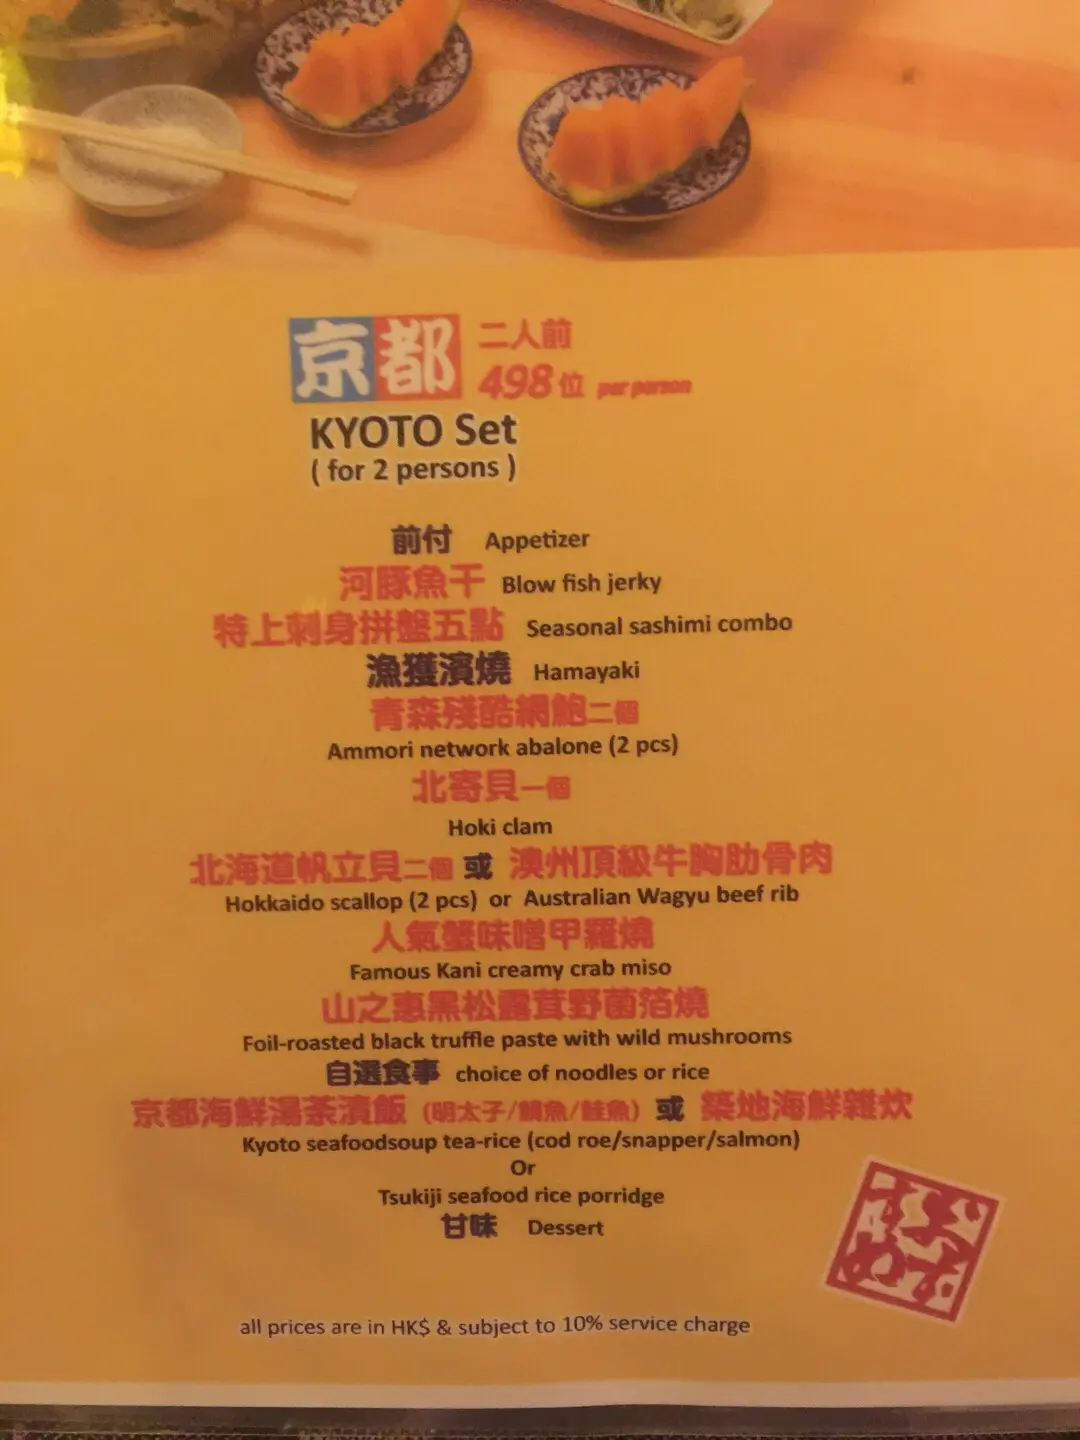 京都 二人前
498位 per person
KYOTO Set
( for 2 persons )
前付 Appetizer
河豚魚干 Blow fish jerky
特上刺身拼盤五點 Seasonal sashimi combo
漁獲濱燒 Hamayaki
青森殘酷網鮑二個
Ammori network abalone (2 pcs)
北寄貝一個
Hoki clam
北海道帆立貝二個 或 澳州頂級牛胸肋骨肉
Hokkaido scallop (2 pcs) or Australian Wagyu beef rib
人氣蟹味噌甲羅燒
Famous Kani creamy crab miso
山之惠黑松露茸野菌箔燒
Foil-roasted black truffle paste with wild mushrooms
自選食事 choice of noodles or rice
京都海鮮湯茶漬飯 (明太子/鯛魚/鮭魚) 或 築地海鮮雜炊
Kyoto seafoodsoup tea-rice (cod roe/snapper/salmon)
Or
Tsukiji seafood rice porridge
甘味 Dessert
all prices are in HK$ & subject to 10% service charge